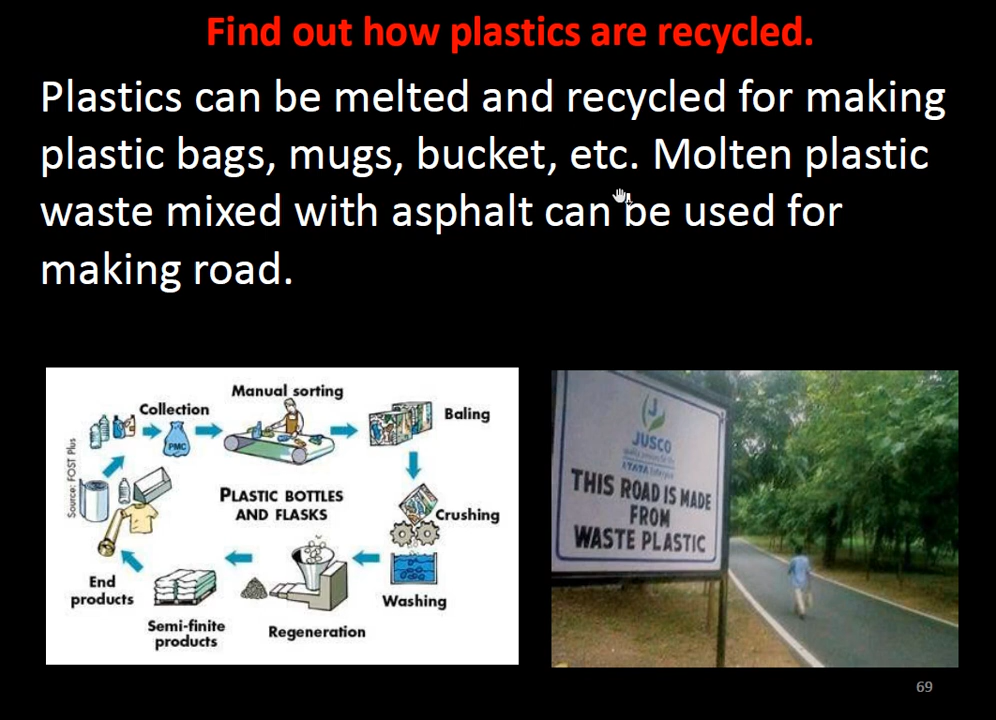 Find out how plastics are recycled.
Plastics can be melted and recycled for making
plastic bags, mugs, bucket, etc. Molten plastic
waste mixed with asphalt can be used for
making road.
Manual sorting
Collection
Baling
PMC
Source: FOST Plus
PLASTIC BOTTLES
AND FLASKS
Crushing
End
products
Washing
Semi-finite
products
Regeneration
JUSCO
THIS ROAD IS MADE
FROM
WASTE PLASTIC
69